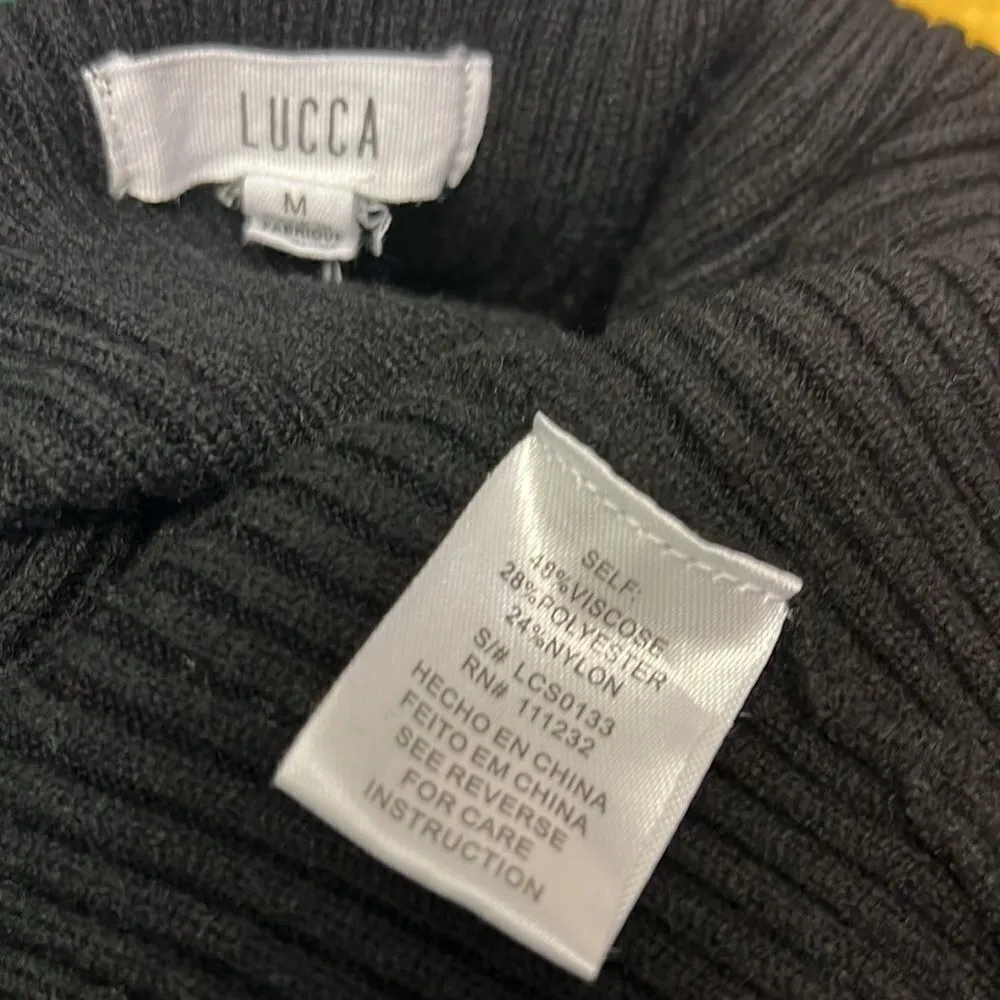 LUCCA
M
FABRIQUE
SELF:
48%VISCOSE
28%POLYESTER
24%NYLON
S/# LCS0133
RN# 111232
HECHO EN CHINA
FEITO EM CHINA
SEE REVERSE
FOR CARE
INSTRUCTION